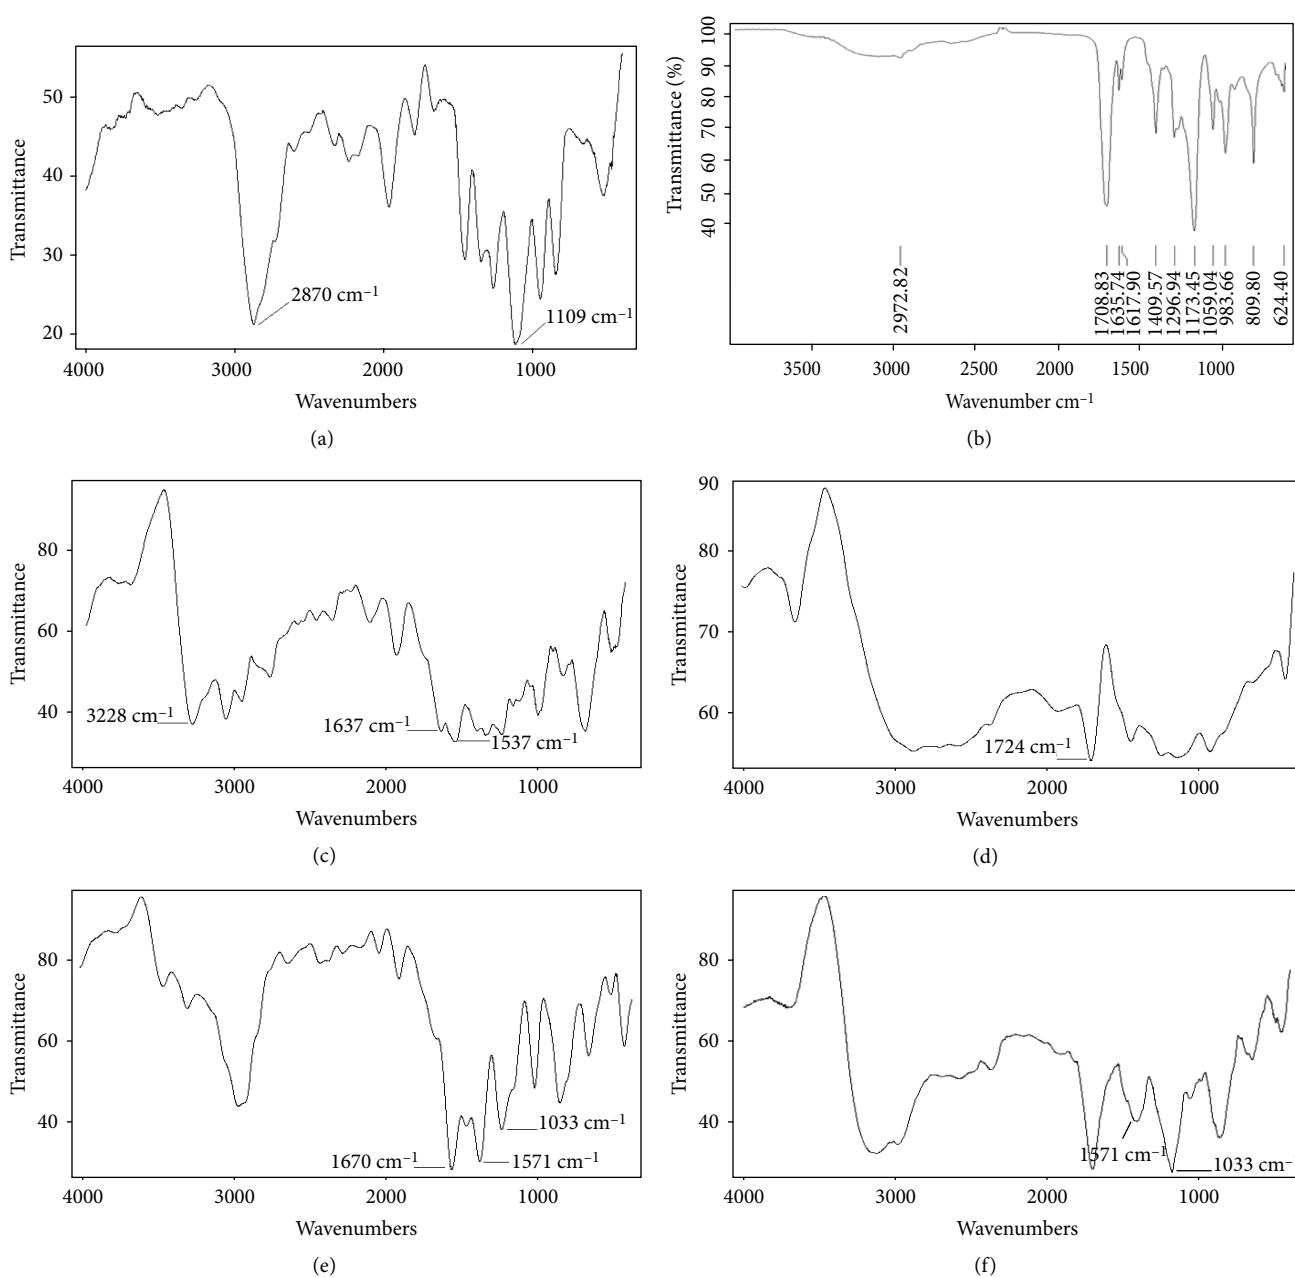 50
40
30
20
Transmittance
2870 cm⁻¹
1109 cm⁻¹
4000 3000 2000 1000
Wavenumbers
(a)
100
90
80
70
60
50
40
Transmittance (%)
2972.82
1708.83
1635.74
1617.90
1409.57
1296.94
1173.45
1059.04
983.66
809.80
624.40
3500 3000 2500 2000 1500 1000
Wavenumber cm⁻¹
(b)
80
60
40
Transmittance
3228 cm⁻¹
1637 cm⁻¹
1537 cm⁻¹
4000 3000 2000 1000
Wavenumbers
(c)
90
80
70
60
Transmittance
1724 cm⁻¹
4000 3000 2000 1000
Wavenumbers
(d)
80
60
40
Transmittance
1033 cm⁻¹
1670 cm⁻¹
1571 cm⁻¹
4000 3000 2000 1000
Wavenumbers
(e)
80
60
40
Transmittance
1571 cm⁻¹
1033 cm⁻
4000 3000 2000 1000
Wavenumbers
(f)